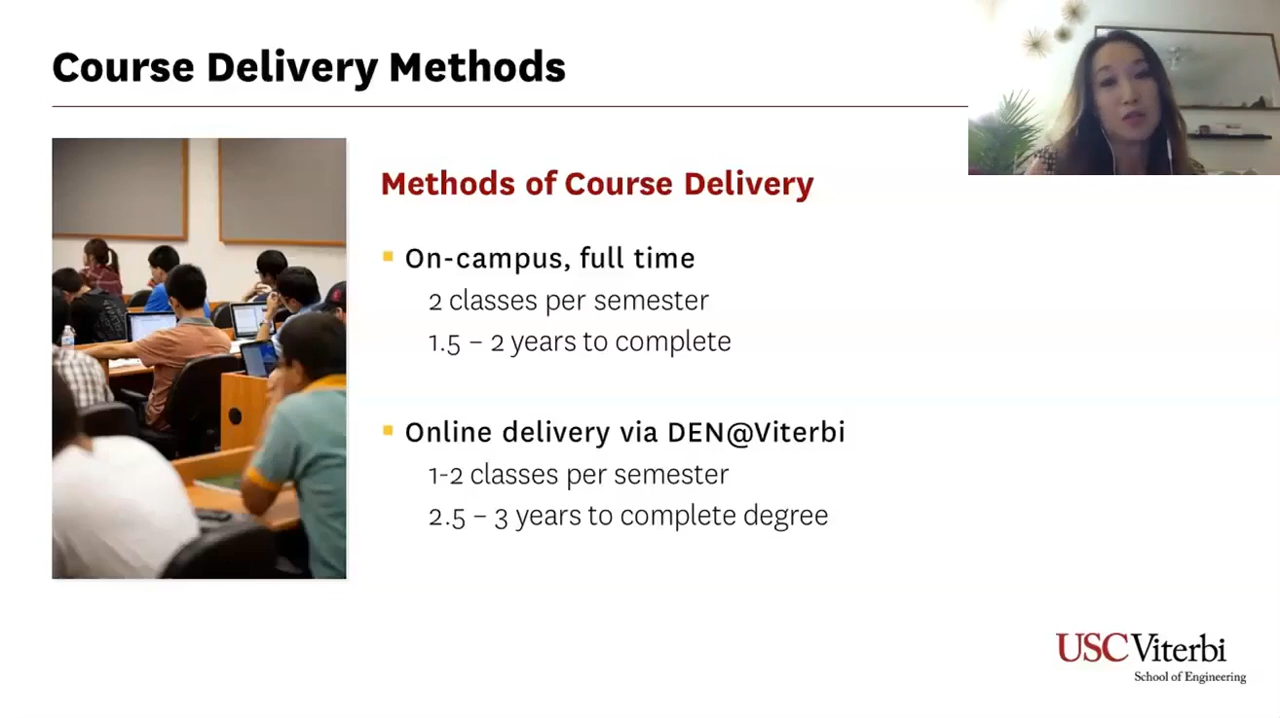 Course Delivery Methods
Methods of Course Delivery
▪ On-campus, full time
2 classes per semester
1.5 – 2 years to complete
▪ Online delivery via DEN@Viterbi
1-2 classes per semester
2.5 – 3 years to complete degree
USC Viterbi
School of Engineering